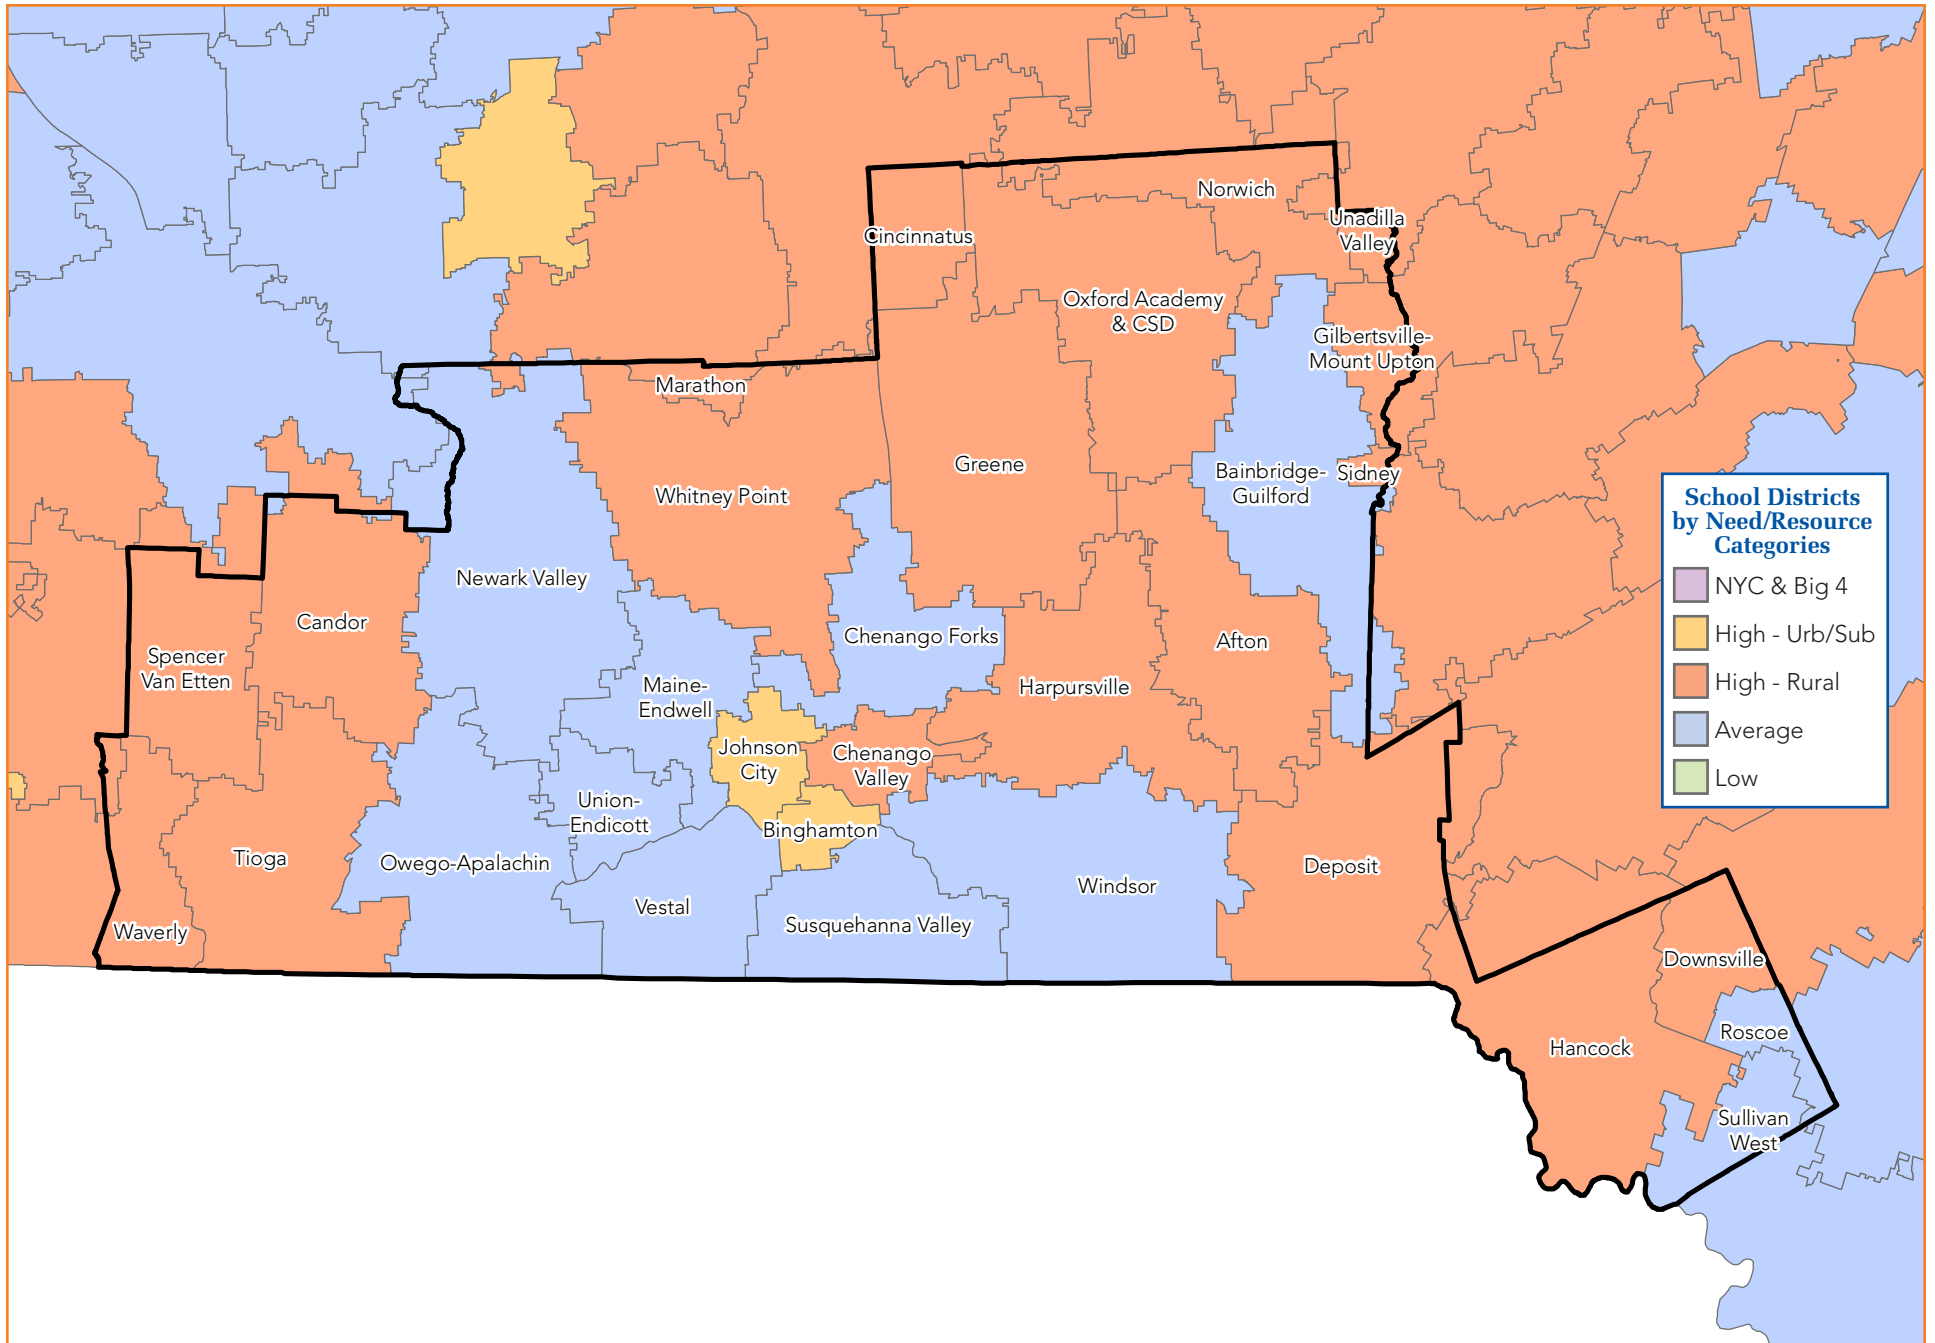 Norwich
Unadilla
Valley
Cincinnatus
Oxford Academy
& CSD
Gilbertsville-
Mount Upton
Marathon
Greene
Bainbridge-
Guilford
Sidney
Whitney Point
Newark Valley
Candor
Chenango Forks
Afton
Spencer
Van Etten
Maine-
Endwell
Harpursville
Johnson
City
Chenango
Valley
Union-
Endicott
Binghamton
Tioga
Owego-Apalachin
Deposit
Windsor
Vestal
Susquehanna Valley
Waverly
Downsville
Roscoe
Hancock
Sullivan
West
School Districts
by Need/Resource
Categories
NYC & Big 4
High - Urb/Sub
High - Rural
Average
Low